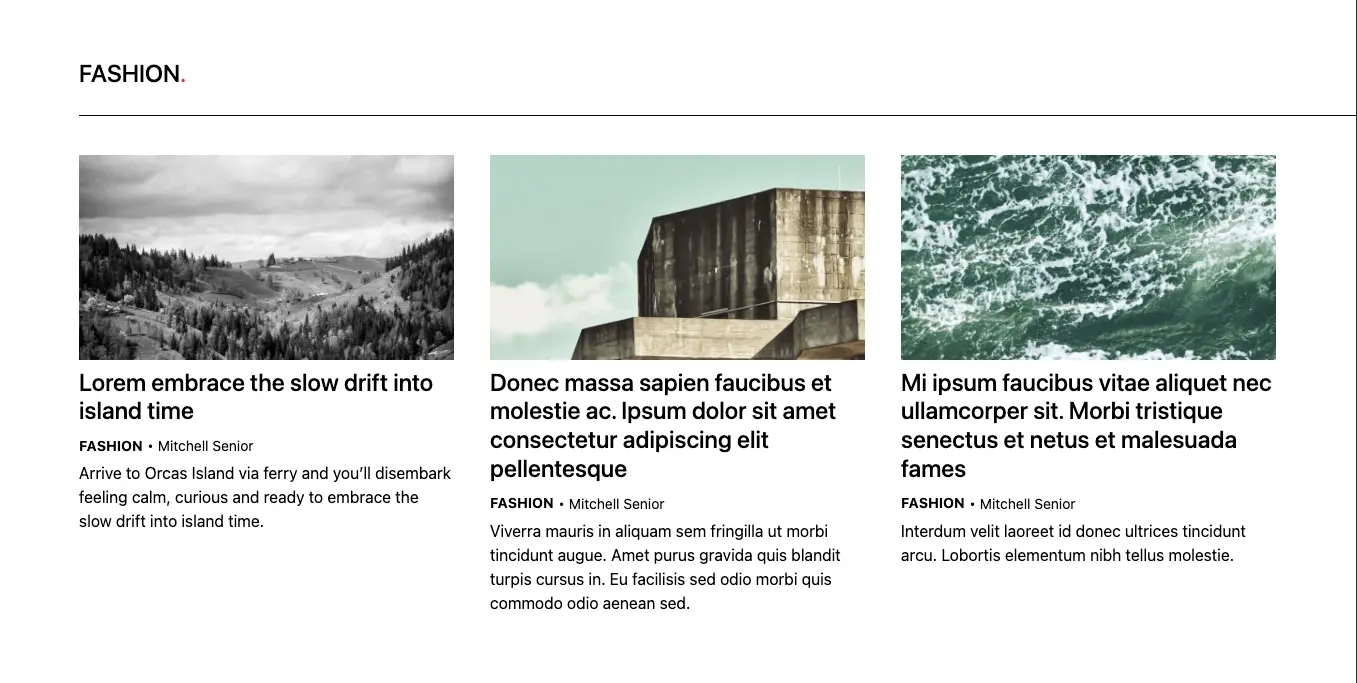 FASHION.
Lorem embrace the slow drift into
island time
FASHION • Mitchell Senior
Arrive to Orcas Island via ferry and you’ll disembark
feeling calm, curious and ready to embrace the
slow drift into island time.
Donec massa sapien faucibus et
molestie ac. Ipsum dolor sit amet
consectetur adipiscing elit
pellentesque
FASHION • Mitchell Senior
Viverra mauris in aliquam sem fringilla ut morbi
tincidunt augue. Amet purus gravida quis blandit
turpis cursus in. Eu facilisis sed odio morbi quis
commodo odio aenean sed.
Mi ipsum faucibus vitae aliquet nec
ullamcorper sit. Morbi tristique
senectus et netus et malesuada
fames
FASHION • Mitchell Senior
Interdum velit laoreet id donec ultrices tincidunt
arcu. Lobortis elementum nibh tellus molestie.